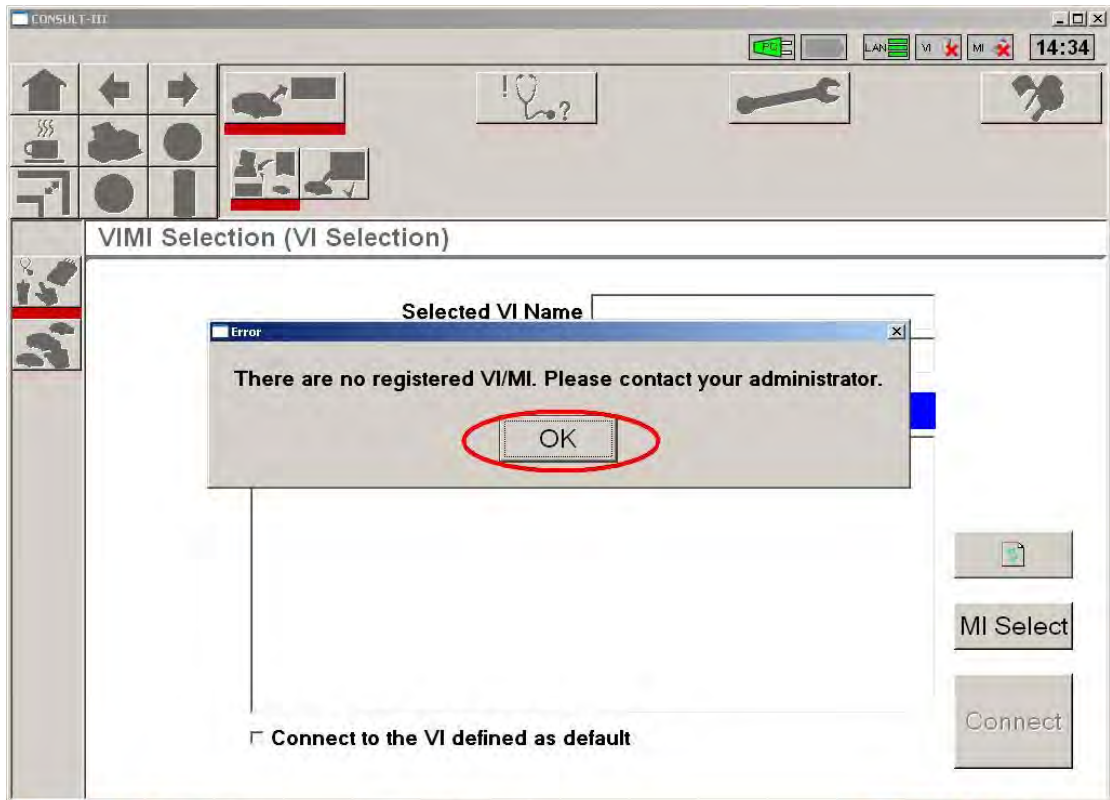 CONSULT-III
PC LAN VI MI 14:34
VIMI Selection (VI Selection)
Selected VI Name
Error
There are no registered VI/MI. Please contact your administrator.
OK
MI Select
Connect
Connect to the VI defined as default